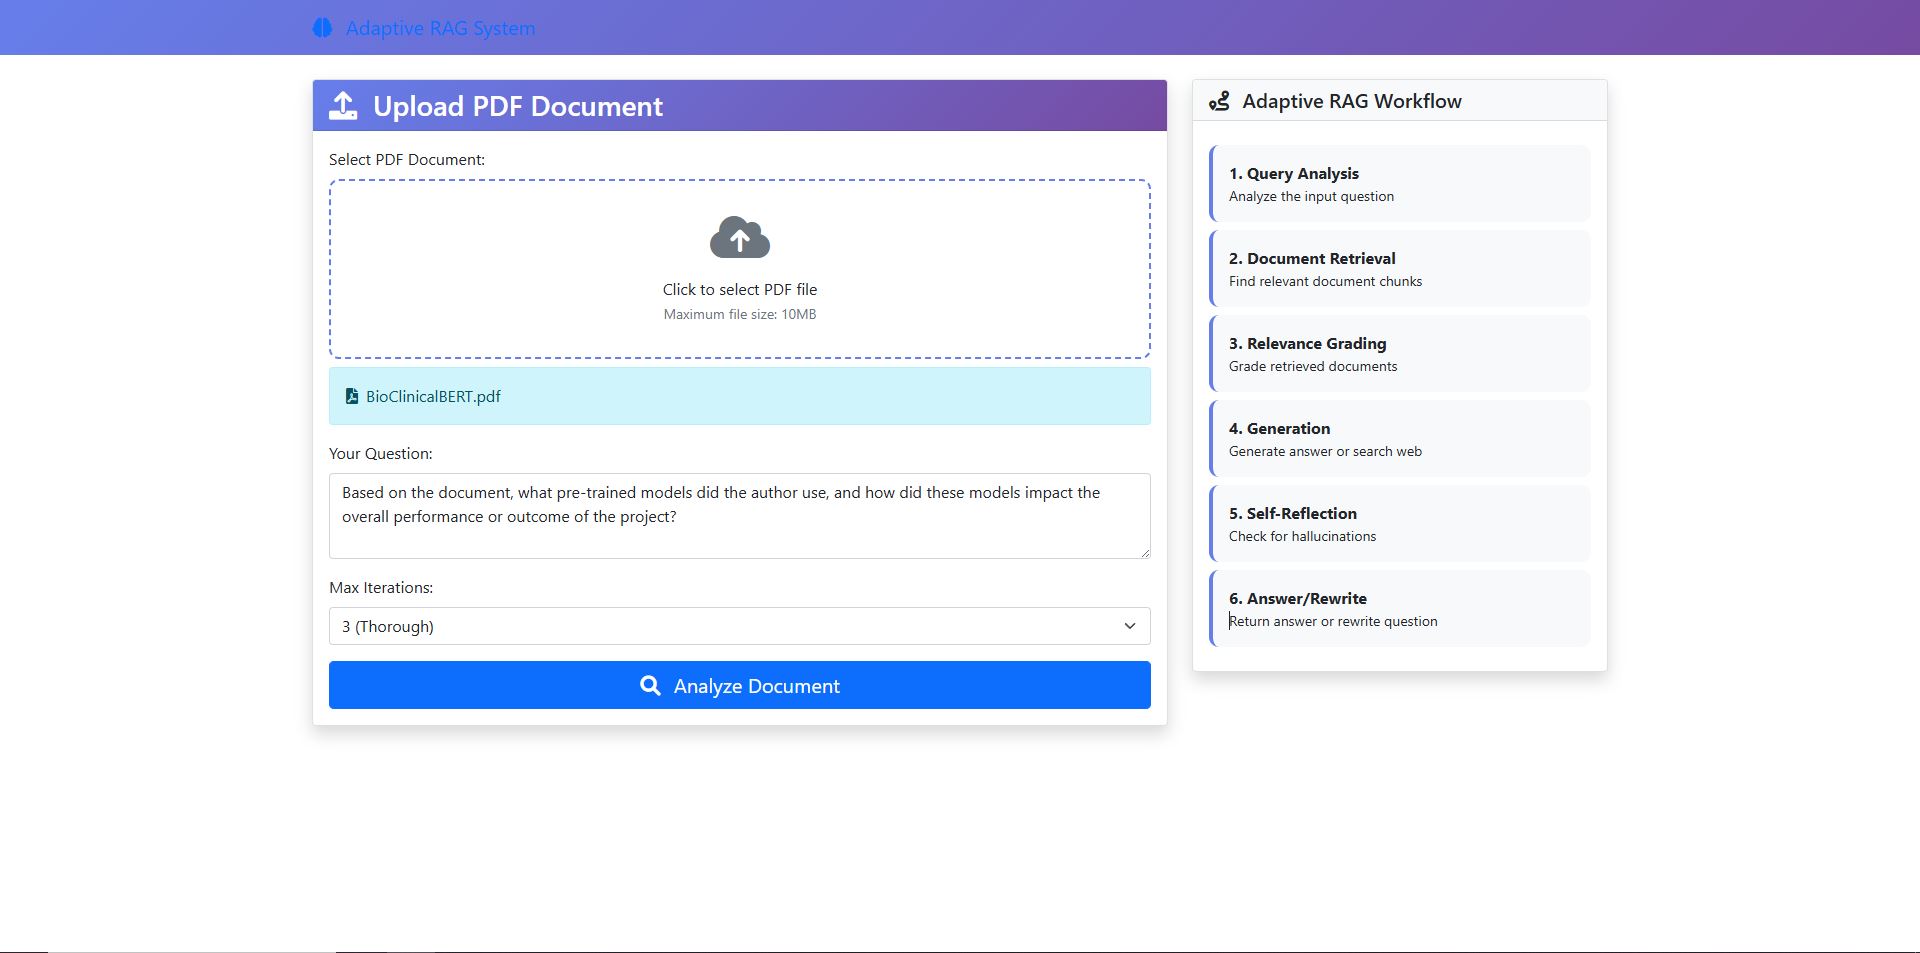 Adaptive RAG System
Upload PDF Document
Select PDF Document:
Click to select PDF file
Maximum file size: 10MB
BioClinicalBERT.pdf
Your Question:
Based on the document, what pre-trained models did the author use, and how did these models impact the
overall performance or outcome of the project?
Max Iterations:
3 (Thorough)
Analyze Document
Adaptive RAG Workflow
1. Query Analysis
Analyze the input question
2. Document Retrieval
Find relevant document chunks
3. Relevance Grading
Grade retrieved documents
4. Generation
Generate answer or search web
5. Self-Reflection
Check for hallucinations
6. Answer/Rewrite
Return answer or rewrite question